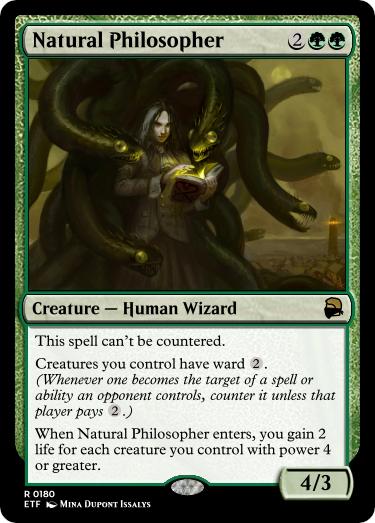 Natural Philosopher 2
Creature — Human Wizard
This spell can't be countered.
Creatures you control have ward 2.
(Whenever one becomes the target of a spell or
ability an opponent controls, counter it unless that
player pays 2.)
When Natural Philosopher enters, you gain 2
life for each creature you control with power 4
or greater.
4/3
R 0180
ETF Mina Dupont Issalys